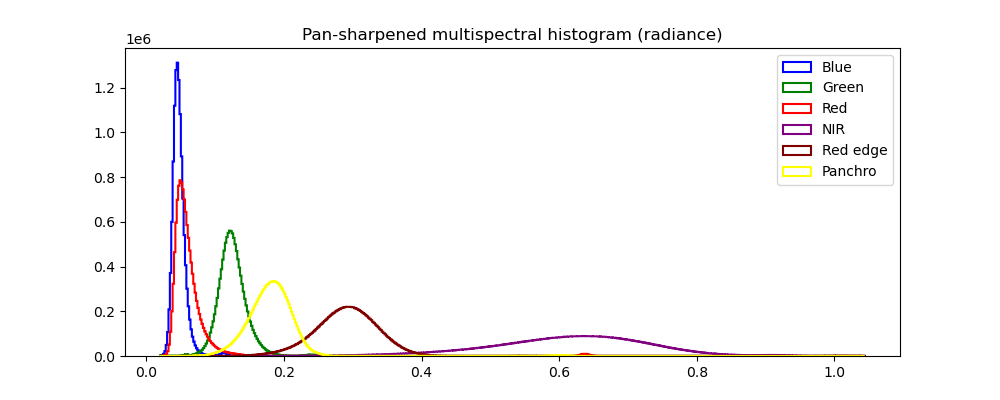 Pan-sharpened multispectral histogram (radiance)
1e6
1.2
1.0
0.8
0.6
0.4
0.2
0.0
Blue
Green
Red
NIR
Red edge
Panchro
0.0 0.2 0.4 0.6 0.8 1.0